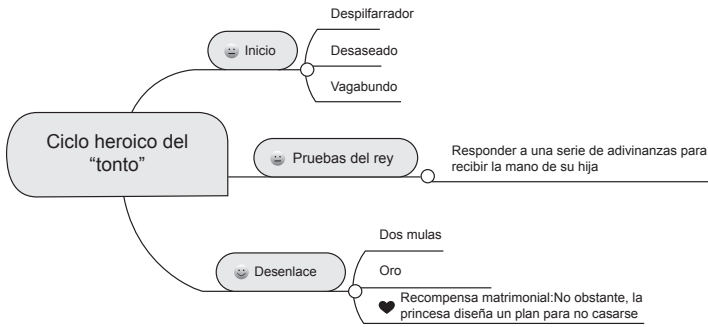 Ciclo heroico del
“tonto”
Inicio
Despilfarrador
Desaseado
Vagabundo
Pruebas del rey
Responder a una serie de adivinanzas para
recibir la mano de su hija
Desenlace
Dos mulas
Oro
Recompensa matrimonial:No obstante, la
princesa diseña un plan para no casarse